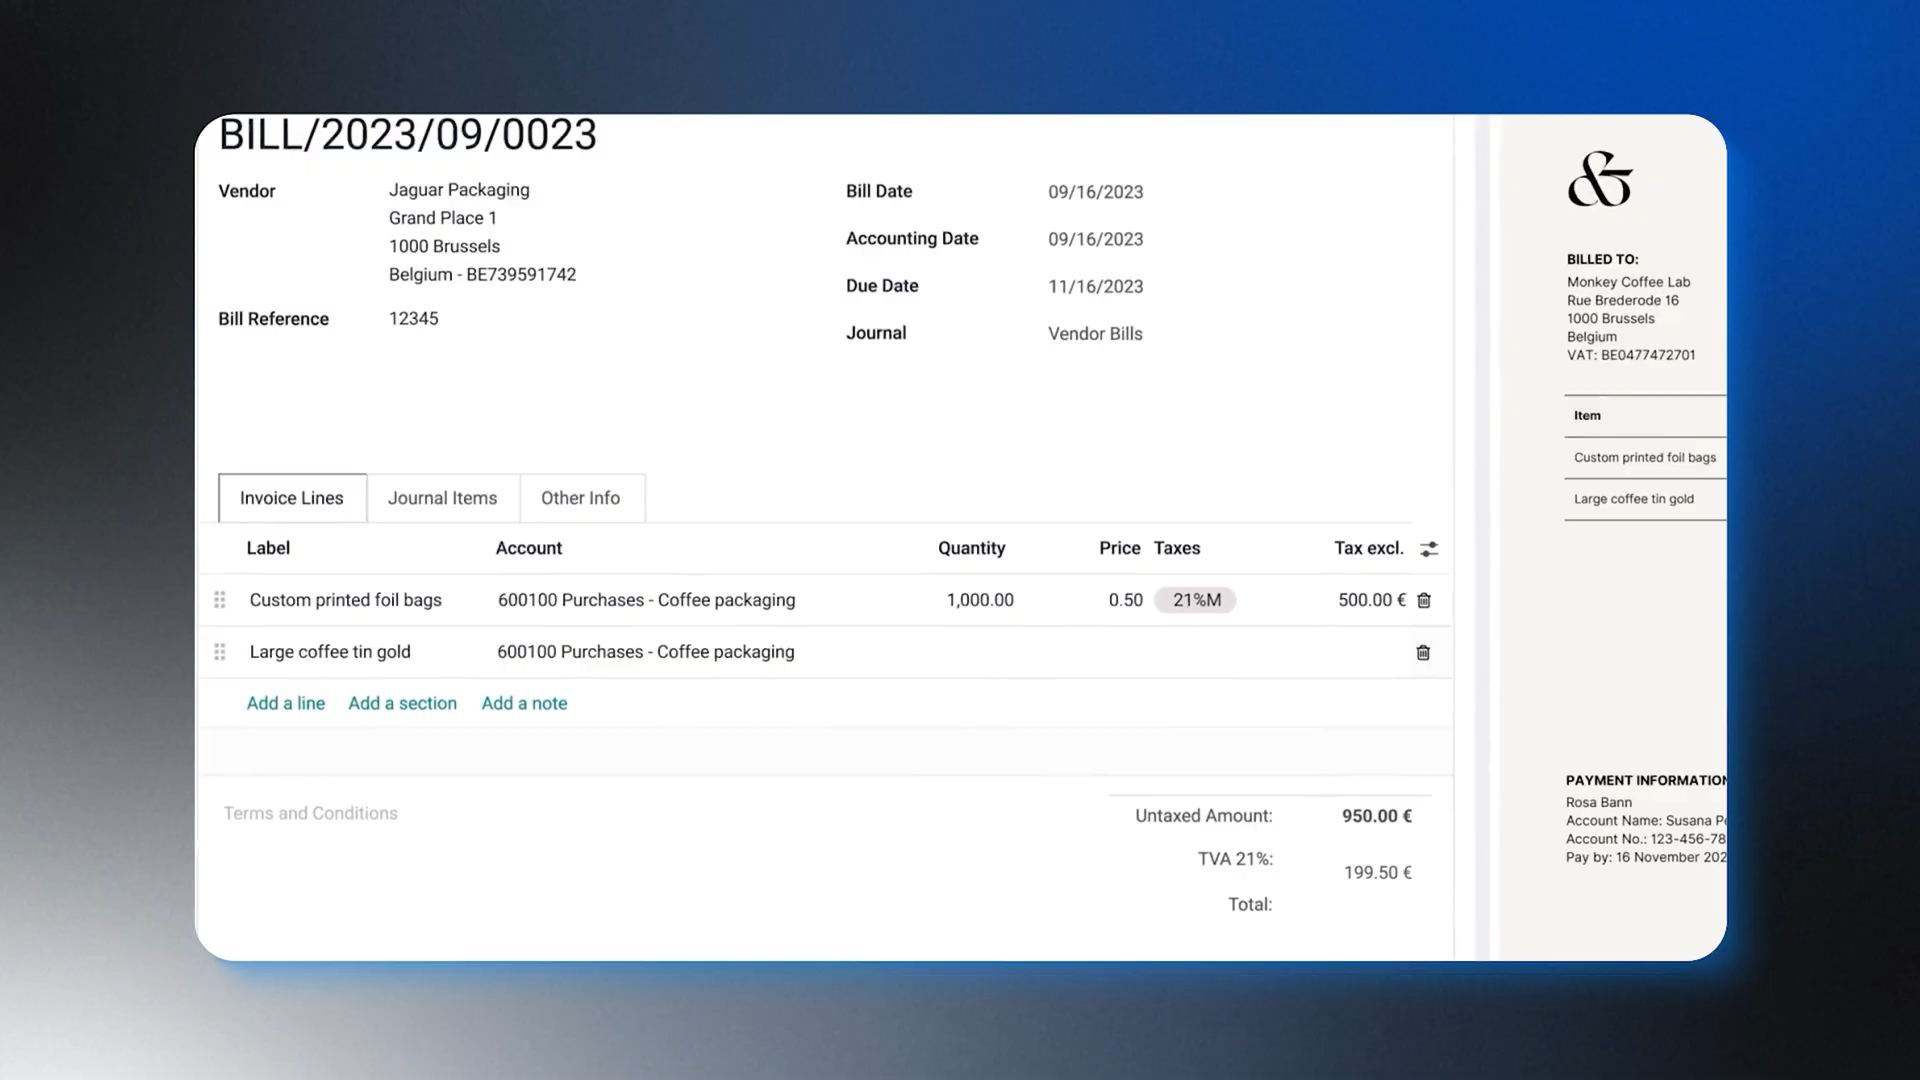 BILL/2023/09/0023
Vendor
Jaguar Packaging
Grand Place 1
1000 Brussels
Belgium - BE739591742
Bill Reference 12345
Bill Date 09/16/2023
Accounting Date 09/16/2023
Due Date 11/16/2023
Journal Vendor Bills
Invoice Lines Journal Items Other Info
Label Account Quantity Price Taxes Tax excl.
Custom printed foil bags 600100 Purchases - Coffee packaging 1,000.00 0.50 21%M 500.00 €
Large coffee tin gold 600100 Purchases - Coffee packaging
Add a line Add a section Add a note
Terms and Conditions
Untaxed Amount: 950.00 €
TVA 21%: 199.50 €
Total:
&
BILLED TO:
Monkey Coffee Lab
Rue Brederode 16
1000 Brussels
Belgium
VAT: BE0477472701
Item
Custom printed foil bags
Large coffee tin gold
PAYMENT INFORMATION
Rosa Bann
Account Name: Susana
Account No.: 123-456-78
Pay by: 16 November 202